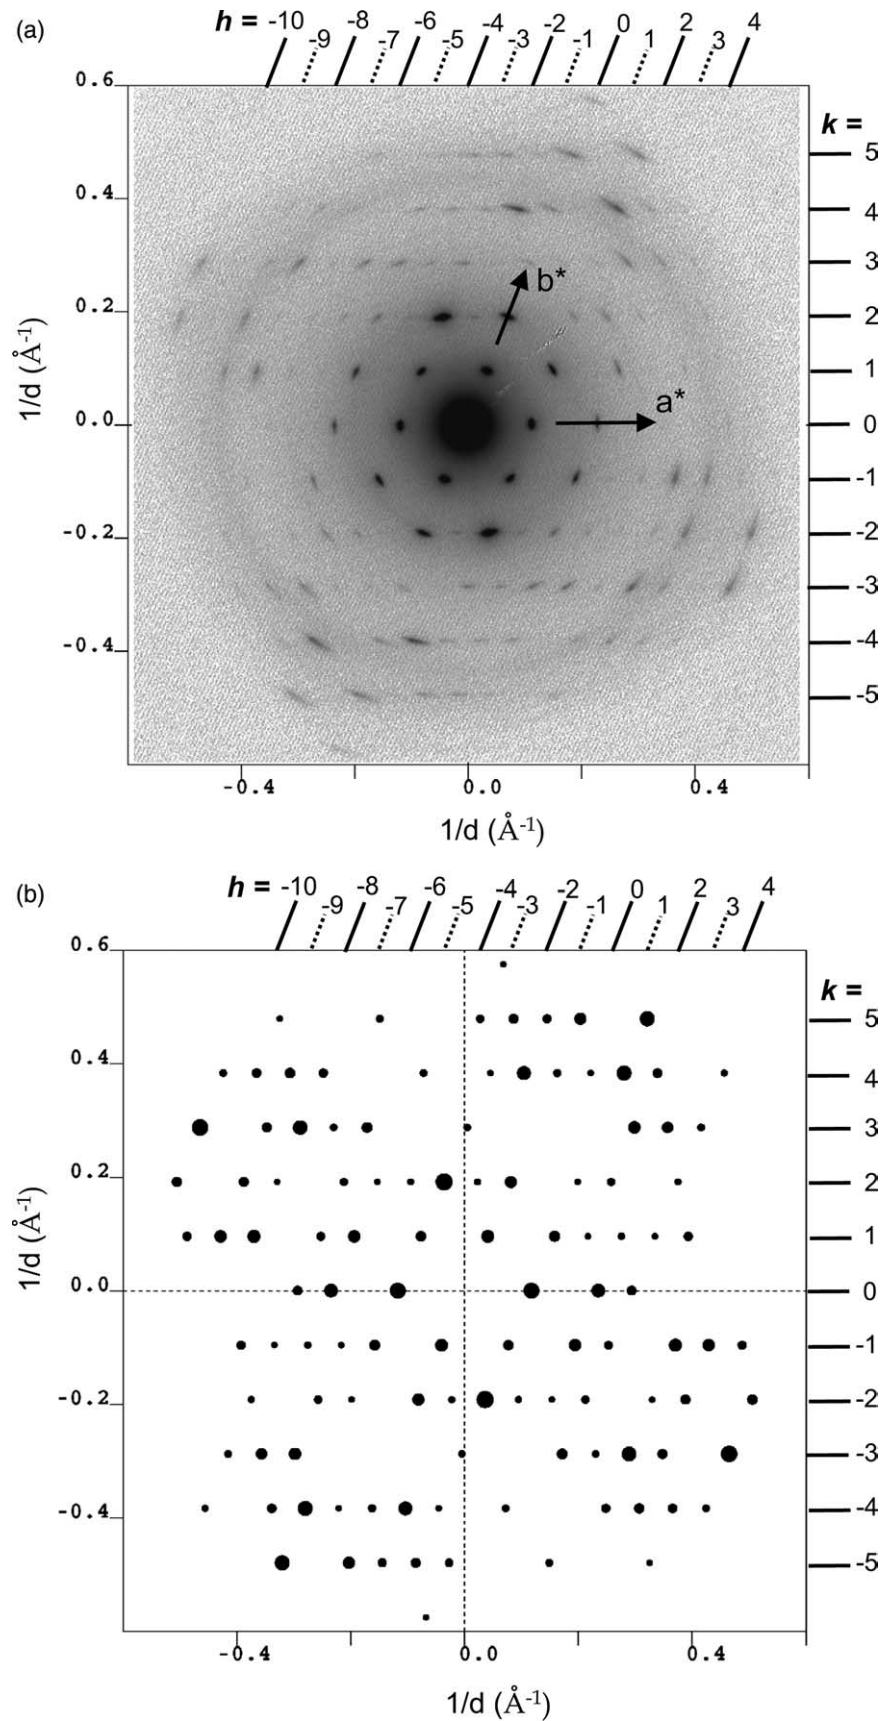 (a)
h = -10 -9 -8 -7 -6 -5 -4 -3 -2 -1 0 1 2 3 4
k =
5
4
3
2
1
0
-1
-2
-3
-4
-5
0.6
0.4
0.2
0.0
-0.2
-0.4
1/d (Å-1)
b*
a*
-0.4 0.0 0.4
1/d (Å-1)
(b)
h = -10 -9 -8 -7 -6 -5 -4 -3 -2 -1 0 1 2 3 4
k =
5
4
3
2
1
0
-1
-2
-3
-4
-5
0.6
0.4
0.2
0.0
-0.2
-0.4
1/d (Å-1)
-0.4 0.0 0.4
1/d (Å-1)